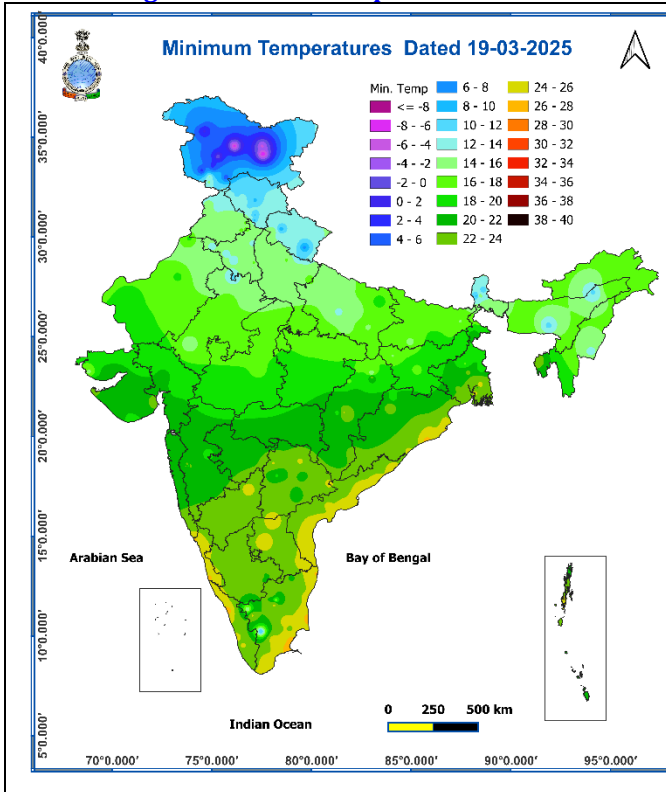 Minimum Temperatures Dated 19-03-2025
Min. Temp
<= -8
-8 - -6
-6 - -4
-4 - -2
-2 - 0
0 - 2
2 - 4
4 - 6
6 - 8
8 - 10
10 - 12
12 - 14
14 - 16
16 - 18
18 - 20
20 - 22
22 - 24
24 - 26
26 - 28
28 - 30
30 - 32
32 - 34
34 - 36
36 - 38
38 - 40
40°0.000'
35°0.000'
30°0.000'
25°0.000'
20°0.000'
15°0.000'
10°0.000'
5°0.000'
Arabian Sea
Bay of Bengal
Indian Ocean
0 250 500 km
70°0.000' 75°0.000' 80°0.000' 85°0.000' 90°0.000' 95°0.000'